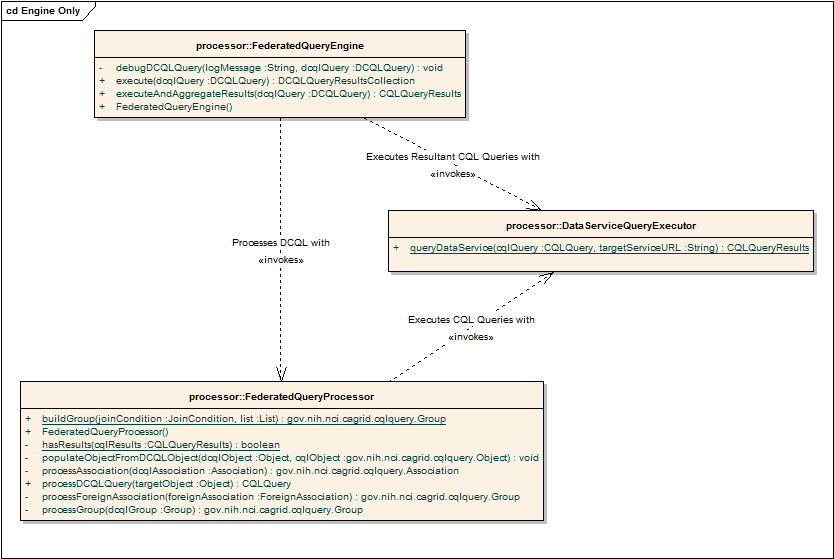 cd Engine Only
processor::FederatedQueryEngine
- debugDCQLQuery(logMessage :String, dcqlQuery :DCQLQuery) : void
+ execute(dcqlQuery :DCQLQuery) : DCQLQueryResultsCollection
+ executeAndAggregateResults(dcqlQuery :DCQLQuery) : CQLQueryResults
+ FederatedQueryEngine()
Executes Resultant CQL Queries with
«invokes»
processor::DataServiceQueryExecutor
+ queryDataService(cqlQuery :CQLQuery, targetServiceURL :String) : CQLQueryResults
Processes DCQL with
«invokes»
Executes CQL Queries with
«invokes»
processor::FederatedQueryProcessor
+ buildGroup(joinCondition :JoinCondition, list :List) : gov.nih.nci.cagrid.cqlquery.Group
+ FederatedQueryProcessor()
- hasResults(cqlResults :CQLQueryResults) : boolean
- populateObjectFromDCQLObject(dcqlObject :Object, cqlObject :gov.nih.nci.cagrid.cqlquery.Object) : void
- processAssociation(dcqlAssociation :Association) : gov.nih.nci.cagrid.cqlquery.Association
+ processDCQLQuery(targetObject :Object) : CQLQuery
- processForeignAssociation(foreignAssociation :ForeignAssociation) : gov.nih.nci.cagrid.cqlquery.Group
- processGroup(dcqlGroup :Group) : gov.nih.nci.cagrid.cqlquery.Group